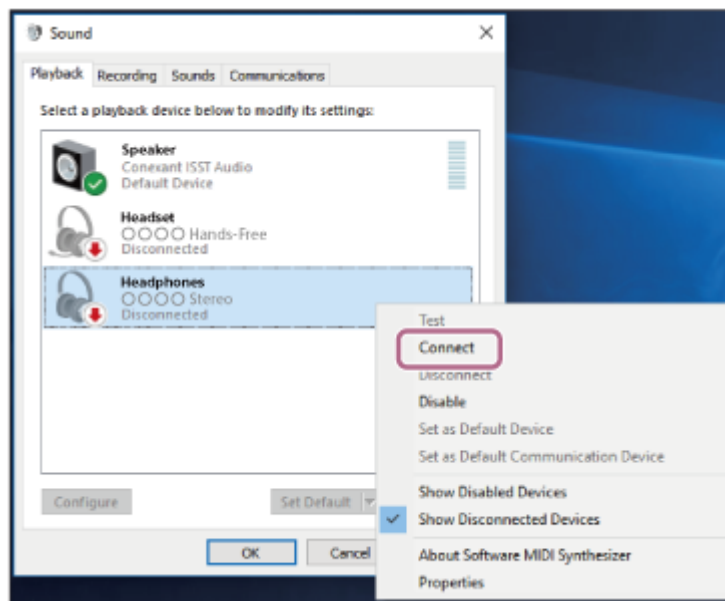 Sound
Playback Recording Sounds Communications
Select a playback device below to modify its settings:
Speaker
Conexant ISST Audio
Default Device
Headset
○○○○ Hands-Free
Disconnected
Headphones
○○○○ Stereo
Disconnected
Test
Connect
Disconnect
Disable
Set as Default Device
Set as Default Communication Device
Show Disabled Devices
Show Disconnected Devices
About Software MIDI Synthesizer
Properties
Configure Set Default
OK Cancel